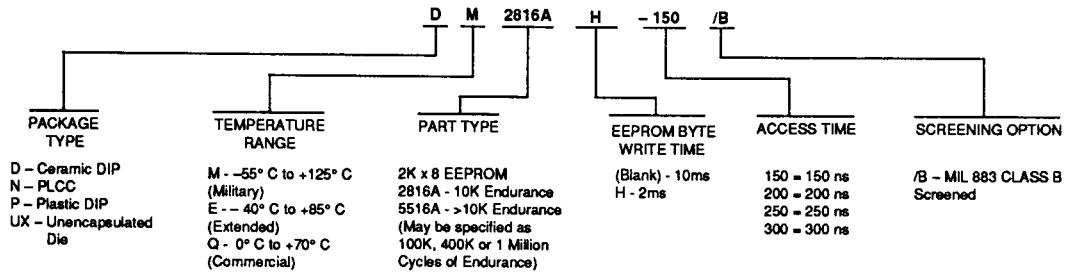 D M 2816A H - 150 /B
PACKAGE
TYPE
D – Ceramic DIP
N – PLCC
P – Plastic DIP
UX – Unencapsulated
Die
TEMPERATURE
RANGE
M - –55° C to +125° C
(Military)
E - – 40° C to +85° C
(Extended)
Q - 0° C to +70° C
(Commercial)
PART TYPE
2K x 8 EEPROM
2816A - 10K Endurance
5516A - >10K Endurance
(May be specified as
100K, 400K or 1 Million
Cycles of Endurance)
EEPROM BYTE
WRITE TIME
(Blank) - 10ms
H - 2ms
ACCESS TIME
150 = 150 ns
200 = 200 ns
250 = 250 ns
300 = 300 ns
SCREENING OPTION
/B – MIL 883 CLASS B
Screened